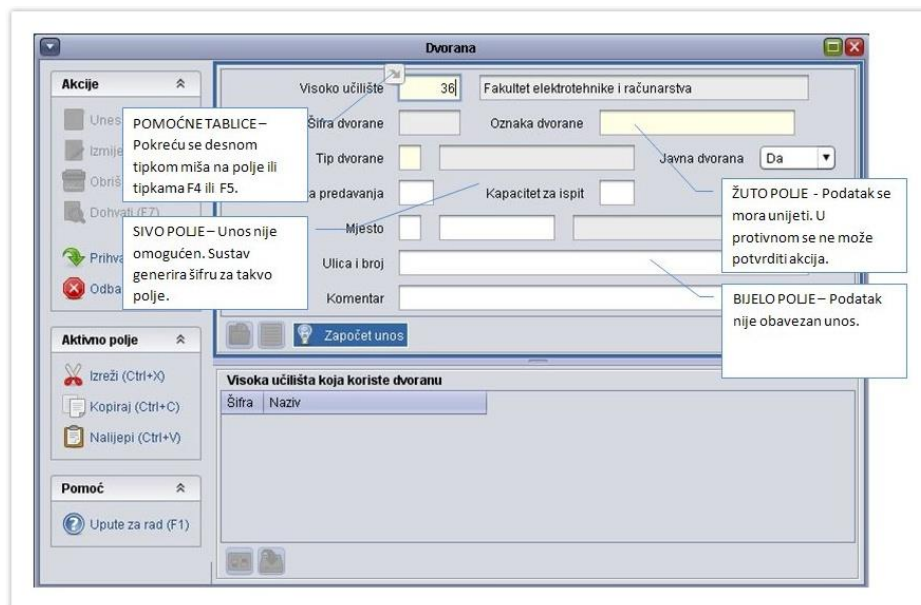 Dvorana
Akcije
Unes
Izmije
Obriš
Dohvati (F7)
Prihva
Odba
Aktivno polje
Izreži (Ctrl+X)
Kopiraj (Ctrl+C)
Nalijepi (Ctrl+V)
Pomoć
Upute za rad (F1)
POMOĆNE TABLICE –
Pokreću se desnom
tipkom miša na polje ili
tipkama F4 ili F5.
SIVO POLJE – Unos nije
omogućen. Sustav
generira šifru za takvo
polje.
Visoko učilište 36 Fakultet elektrotehnike i računarstva
Šifra dvorane Oznaka dvorane
Tip dvorane Javna dvorana Da
a predavanja Kapacitet za ispit
Mjesto
Ulica i broj
Komentar
Započet unos
ŽUTO POLJE - Podatak se
mora unijeti. U
protivnom se ne može
potvrditi akcija.
BIJELO POLJE – Podatak
nije obavezan unos.
Visoka učilišta koja koriste dvoranu
Šifra Naziv